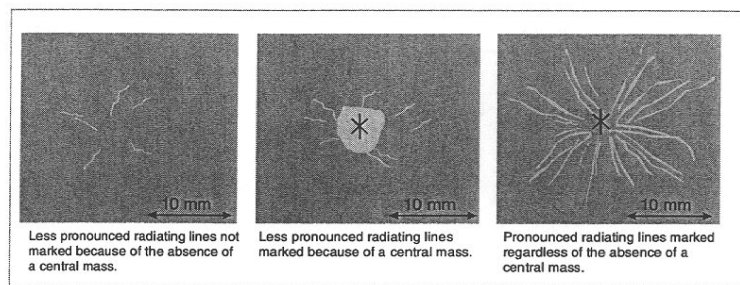 10 mm
10 mm
10 mm
Less pronounced radiating lines not
marked because of the absence of
a central mass.
Less pronounced radiating lines
marked because of a central mass.
Pronounced radiating lines marked
regardless of the absence of a
central mass.